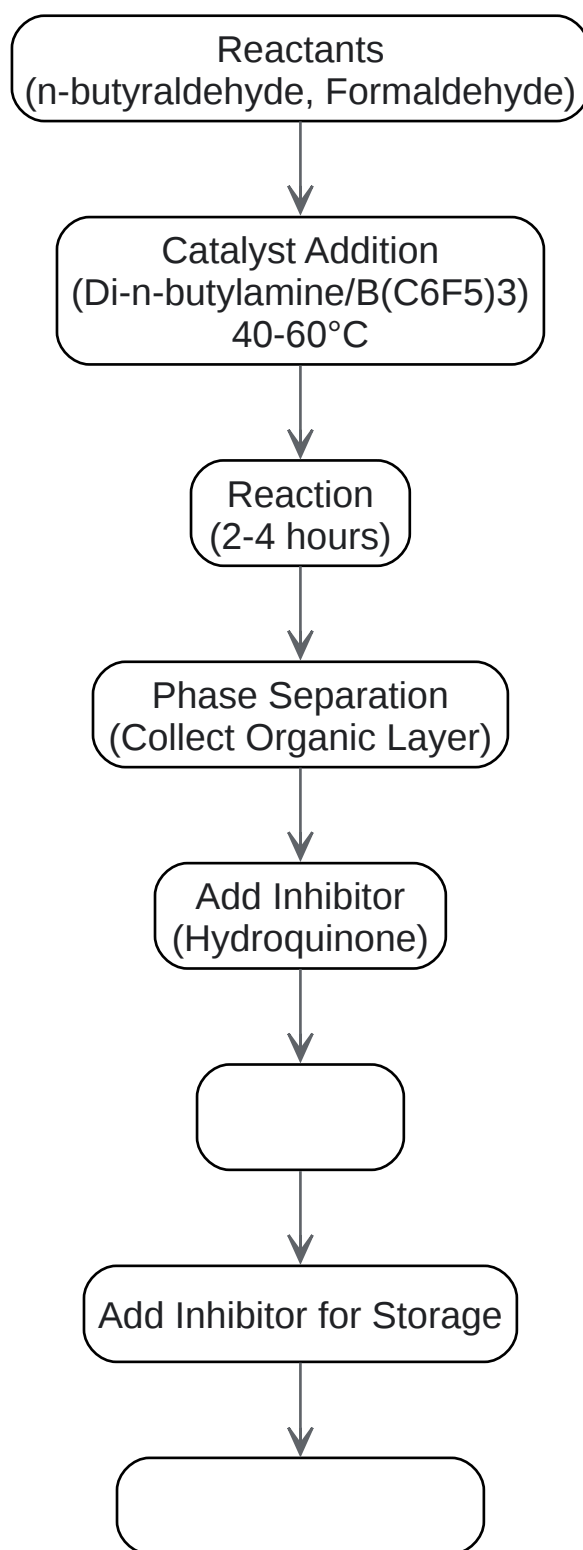 Reactants
(n-butyraldehyde, Formaldehyde)
Catalyst Addition
(Di-n-butylamine/B(C6F5)3)
40-60°C
Reaction
(2-4 hours)
Phase Separation
(Collect Organic Layer)
Add Inhibitor
(Hydroquinone)
Add Inhibitor for Storage